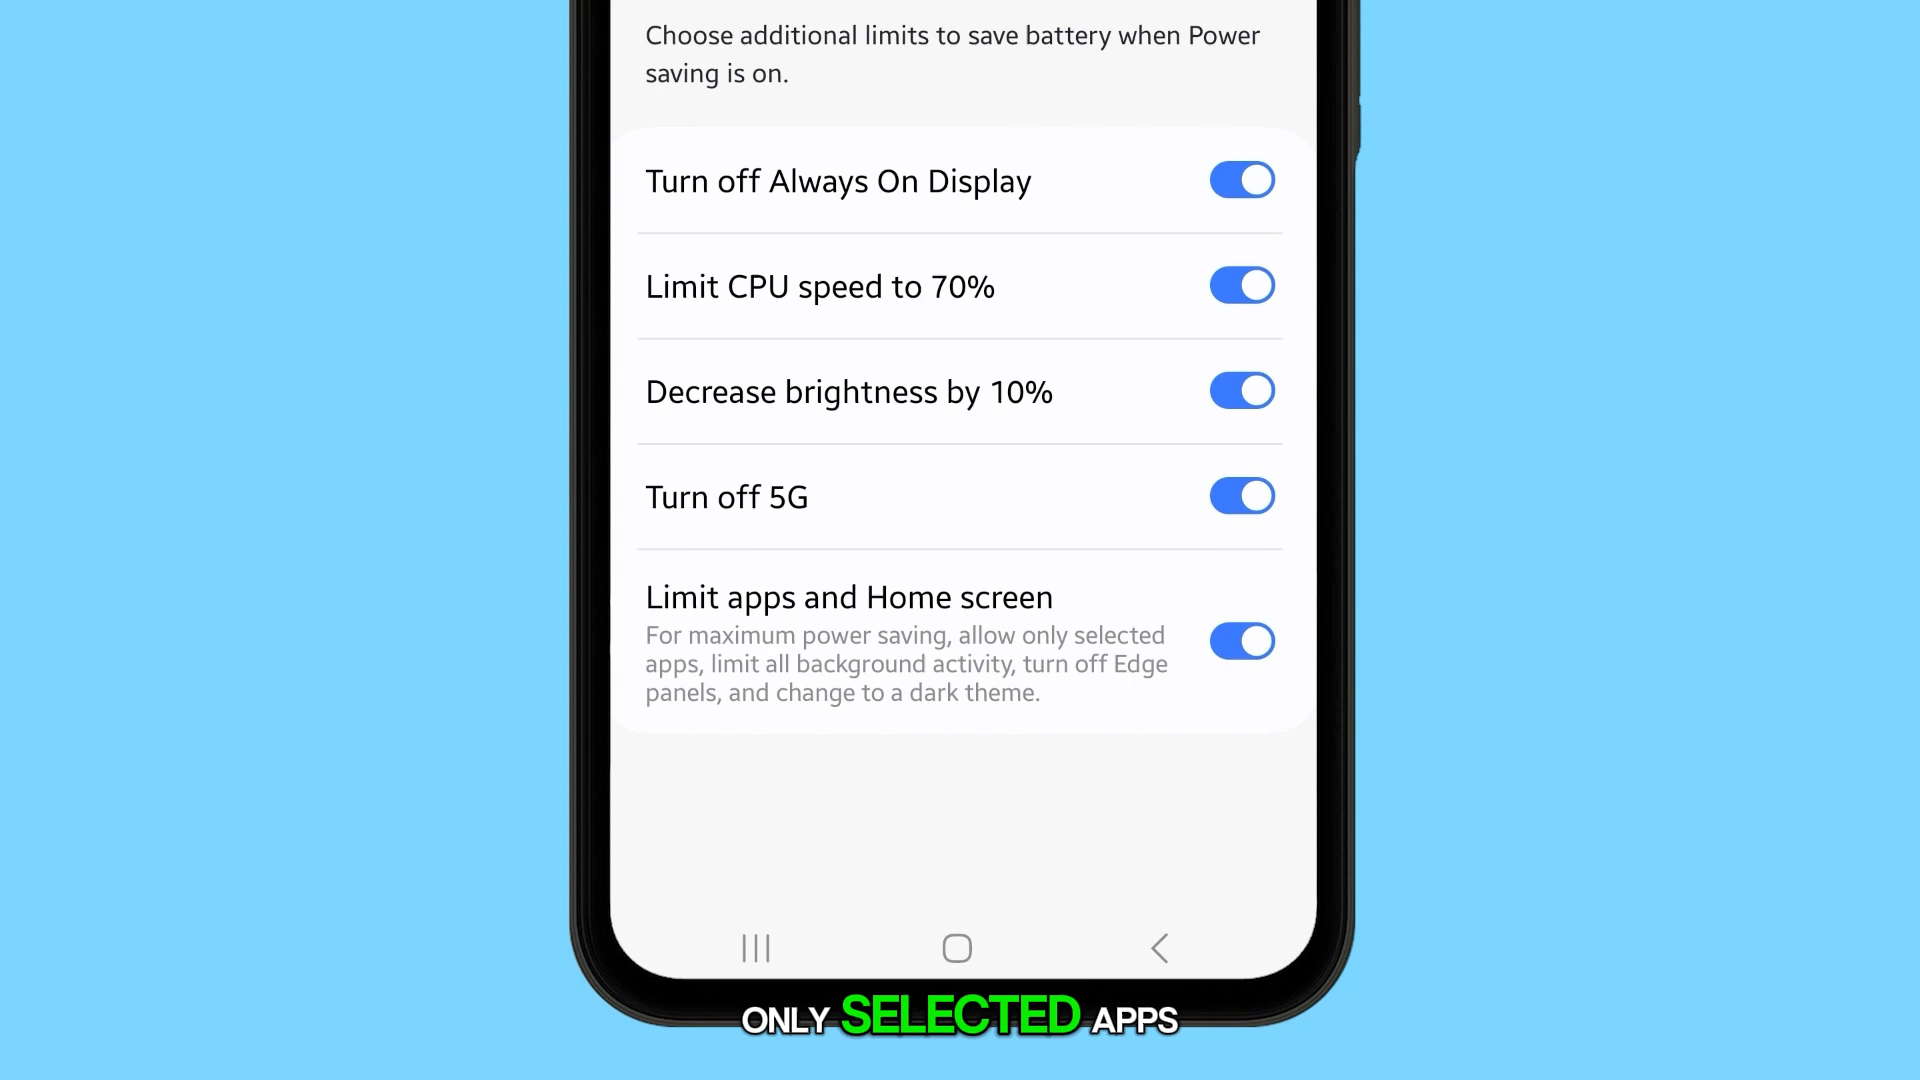 Choose additional limits to save battery when Power
saving is on.
Turn off Always On Display
Limit CPU speed to 70%
Decrease brightness by 10%
Turn off 5G
Limit apps and Home screen
For maximum power saving, allow only selected
apps, limit all background activity, turn off Edge
panels, and change to a dark theme.
ONLY SELECTED APPS